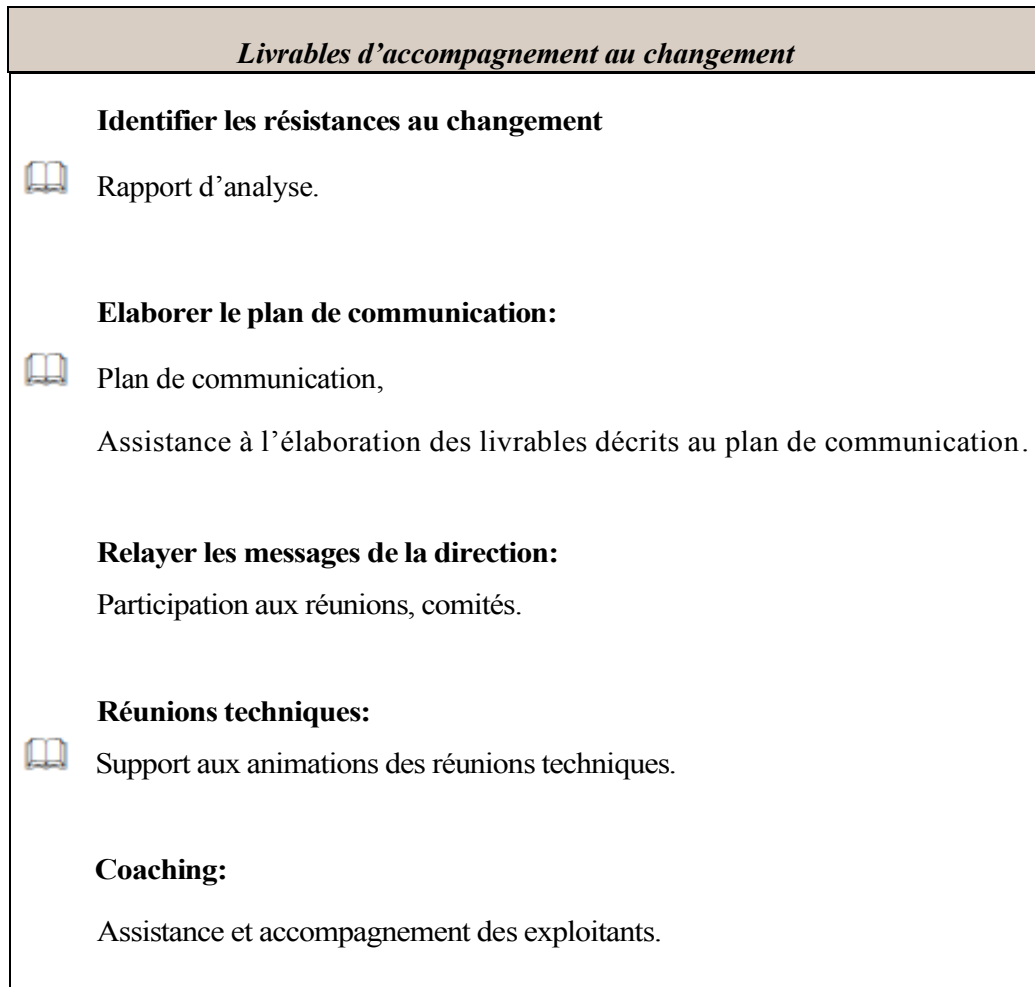 Livrables d’accompagnement au changement
Identifier les résistances au changement
Rapport d’analyse.
Elaborer le plan de communication:
Plan de communication,
Assistance à l’élaboration des livrables décrits au plan de communication.
Relayer les messages de la direction:
Participation aux réunions, comités.
Réunions techniques:
Support aux animations des réunions techniques.
Coaching:
Assistance et accompagnement des exploitants.